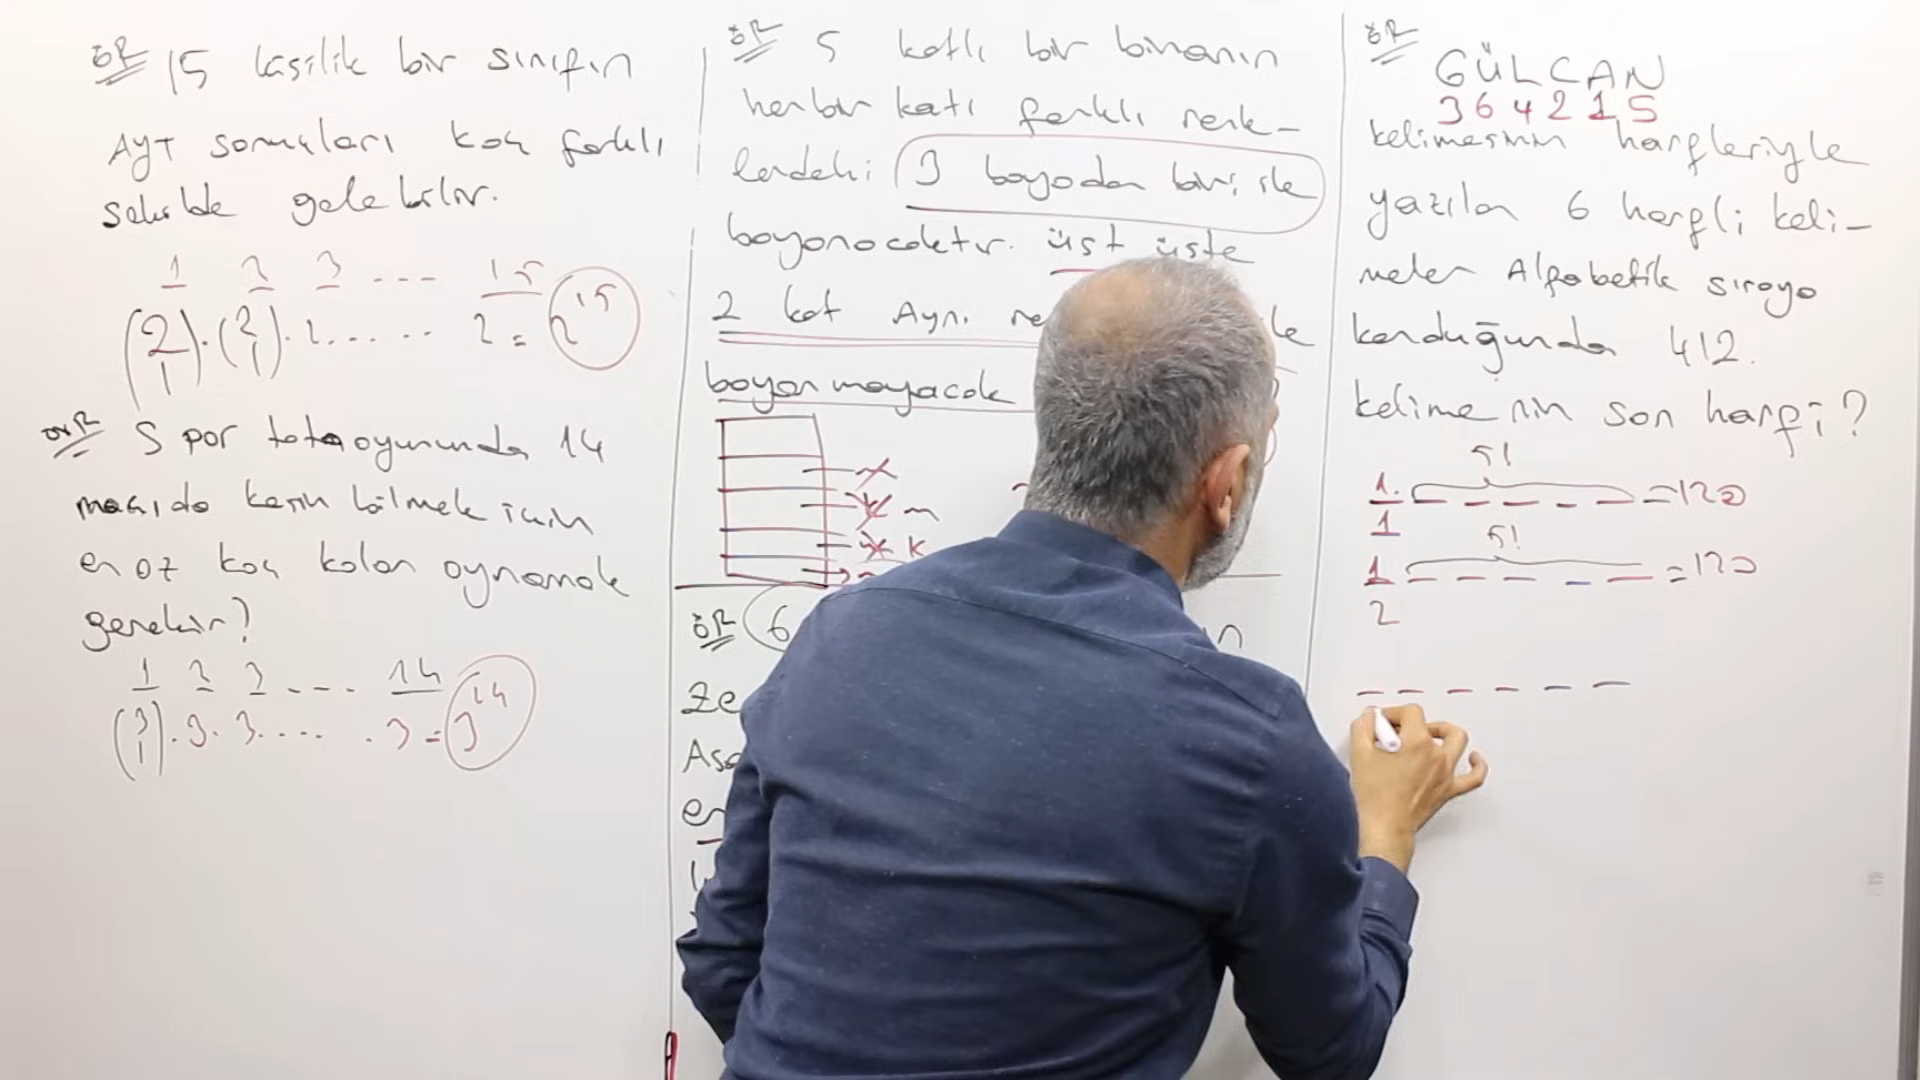 ÖR 15 kişilik bir sınıfın
AYT sonuçları kaç farklı
şekilde gelebilir.
1 2 3 ---- 15
(2 1).(2 1).2..... 2 = 2^15
ÖR Spor toto oyununda 14
maçıda kesin bilmek için
en az kaç kolon oynamak
gerekir?
1 2 3 ---- 14
(3 1).3.3.... .3 = 3^14
ÖR 5 katlı bir binanın
her bir katı farklı renk-
lerdeki 3 boyadan biri ile
boyanacaktır. üst üste
2 kat Aynı
boyanmayacak
K
ÖR 6
ÖR
GÜLCAN
3 6 4 2 1 5
kelimesinin harfleriyle
yazılan 6 harfli keli-
meler Alfabetik sıraya
konduğunda 412.
kelimenin son harfi?
5!
1. _ _ _ _ _ =120
1
5!
1 _ _ _ _ _ =120
2
_ _ _ _ _ _